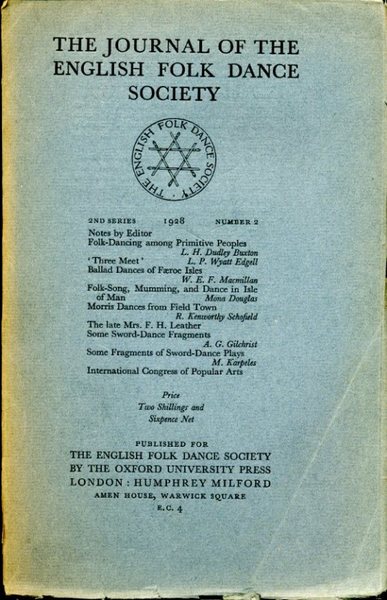 THE JOURNAL OF THE
ENGLISH FOLK DANCE
SOCIETY
· THE ENGLISH FOLK DANCE SOCIETY ·
2ND SERIES 1928 NUMBER 2
Notes by Editor
Folk-Dancing among Primitive Peoples
L. H. Dudley Buxton
'Three Meet' L. P. Wyatt Edgell
Ballad Dances of Færoe Isles
W. E. F. Macmillan
Folk-Song, Mumming, and Dance in Isle
of Man Mona Douglas
Morris Dances from Field Town
R. Kenworthy Schofield
The late Mrs. F. H. Leather
Some Sword-Dance Fragments
A. G. Gilchrist
Some Fragments of Sword-Dance Plays
M. Karpeles
International Congress of Popular Arts
Price
Two Shillings and
Sixpence Net
PUBLISHED FOR
THE ENGLISH FOLK DANCE SOCIETY
BY THE OXFORD UNIVERSITY PRESS
LONDON : HUMPHREY MILFORD
AMEN HOUSE, WARWICK SQUARE
E.C. 4